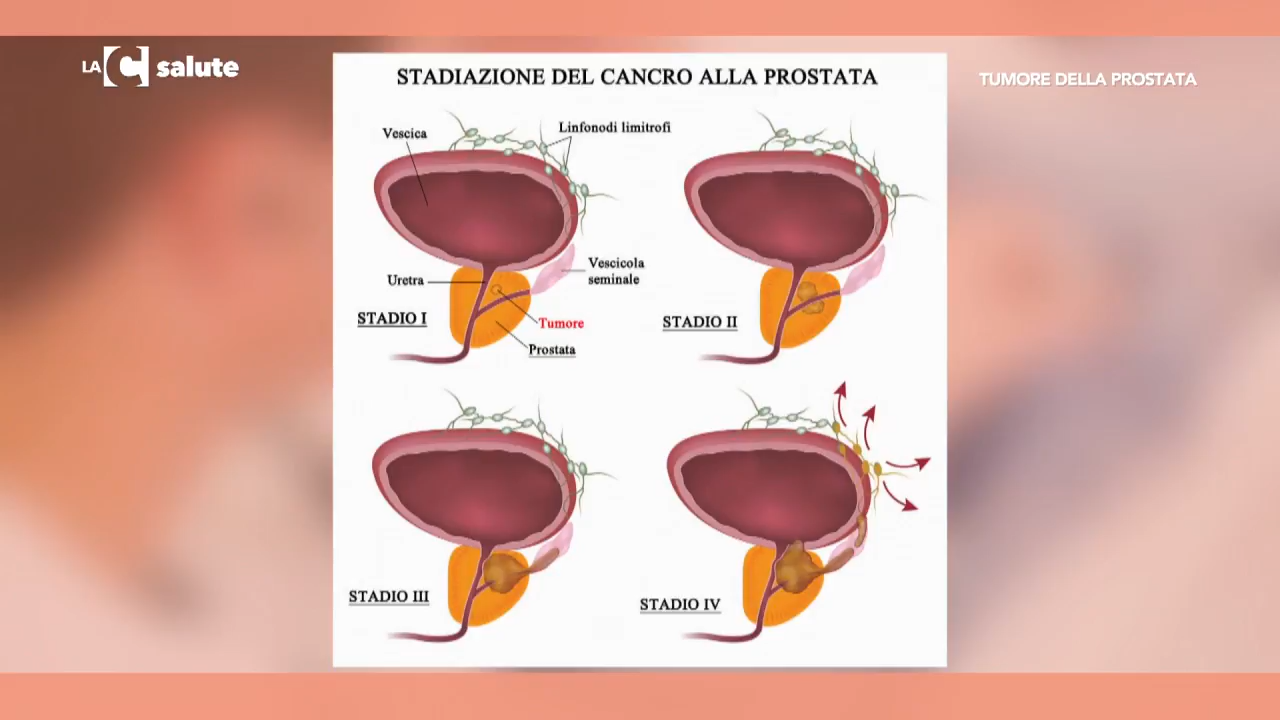 LA C salute
TUMORE DELLA PROSTATA
STADIAZIONE DEL CANCRO ALLA PROSTATA
Vescica
Linfonodi limitrofi
Uretra
Vescicola
seminale
STADIO I
Tumore
Prostata
STADIO II
STADIO III
STADIO IV